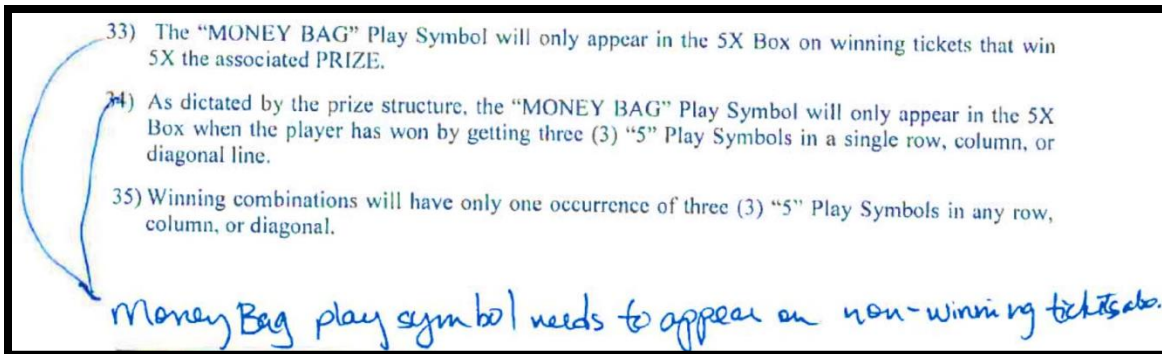 33) The “MONEY BAG” Play Symbol will only appear in the 5X Box on winning tickets that win
5X the associated PRIZE.
34) As dictated by the prize structure, the “MONEY BAG” Play Symbol will only appear in the 5X
Box when the player has won by getting three (3) “5” Play Symbols in a single row, column, or
diagonal line.
35) Winning combinations will have only one occurrence of three (3) “5” Play Symbols in any row,
column, or diagonal.
Money Bag play symbol needs to appear on non-winning tickets also.